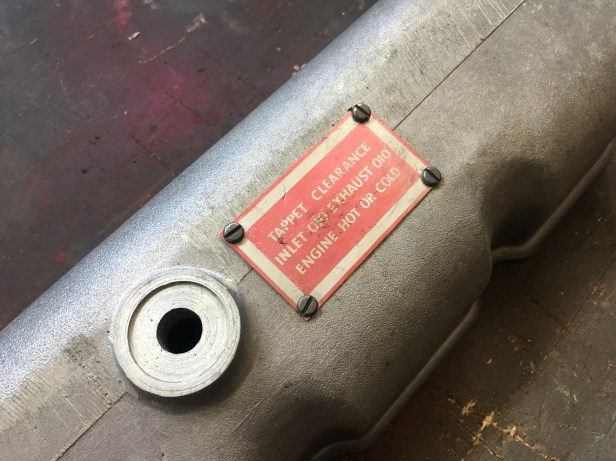 TAPPET CLEARANCE
INLET 010 EXHAUST 010
ENGINE HOT OR COLD